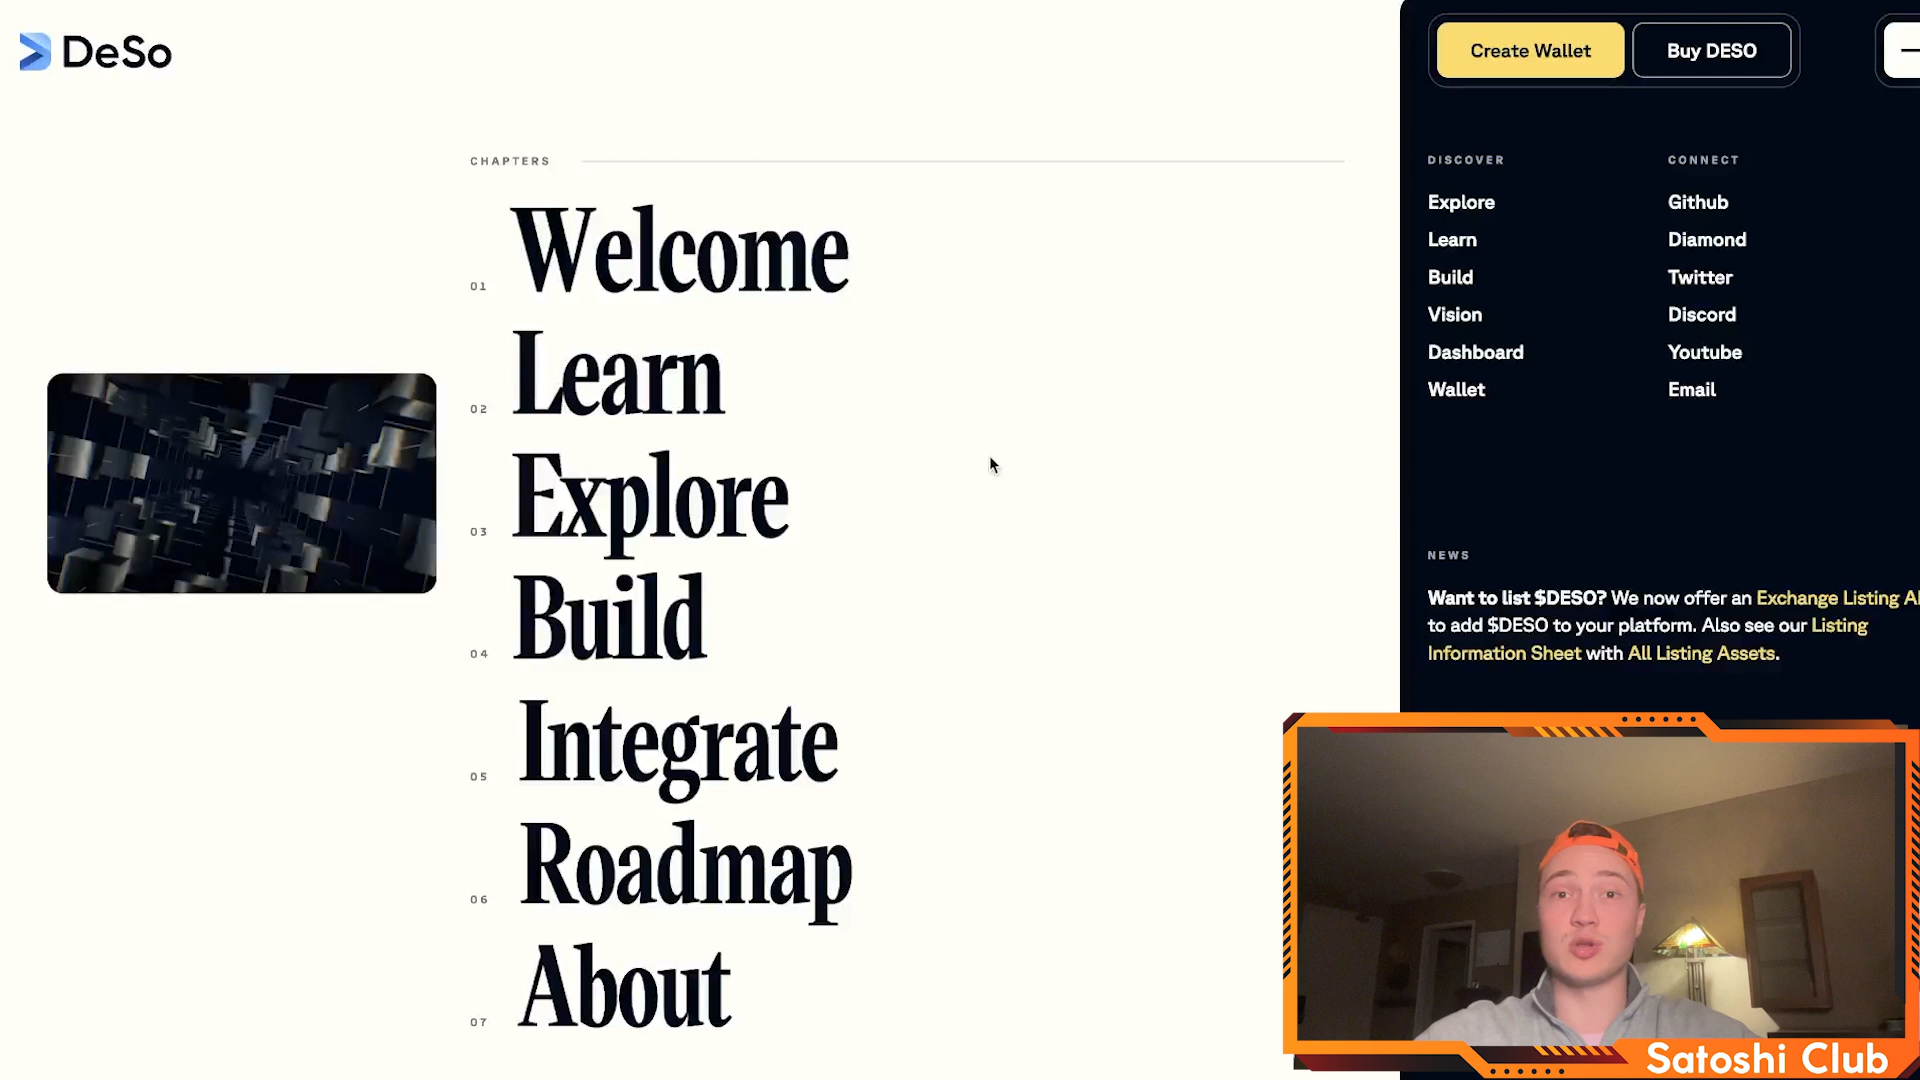 DeSo
Create Wallet
Buy DESO
CHAPTERS
01 Welcome
02 Learn
03 Explore
04 Build
05 Integrate
06 Roadmap
07 About
DISCOVER
Explore
Learn
Build
Vision
Dashboard
Wallet
CONNECT
Github
Diamond
Twitter
Discord
Youtube
Email
NEWS
Want to list $DESO? We now offer an Exchange Listing
to add $DESO to your platform. Also see our Listing
Information Sheet with All Listing Assets.
Satoshi Club